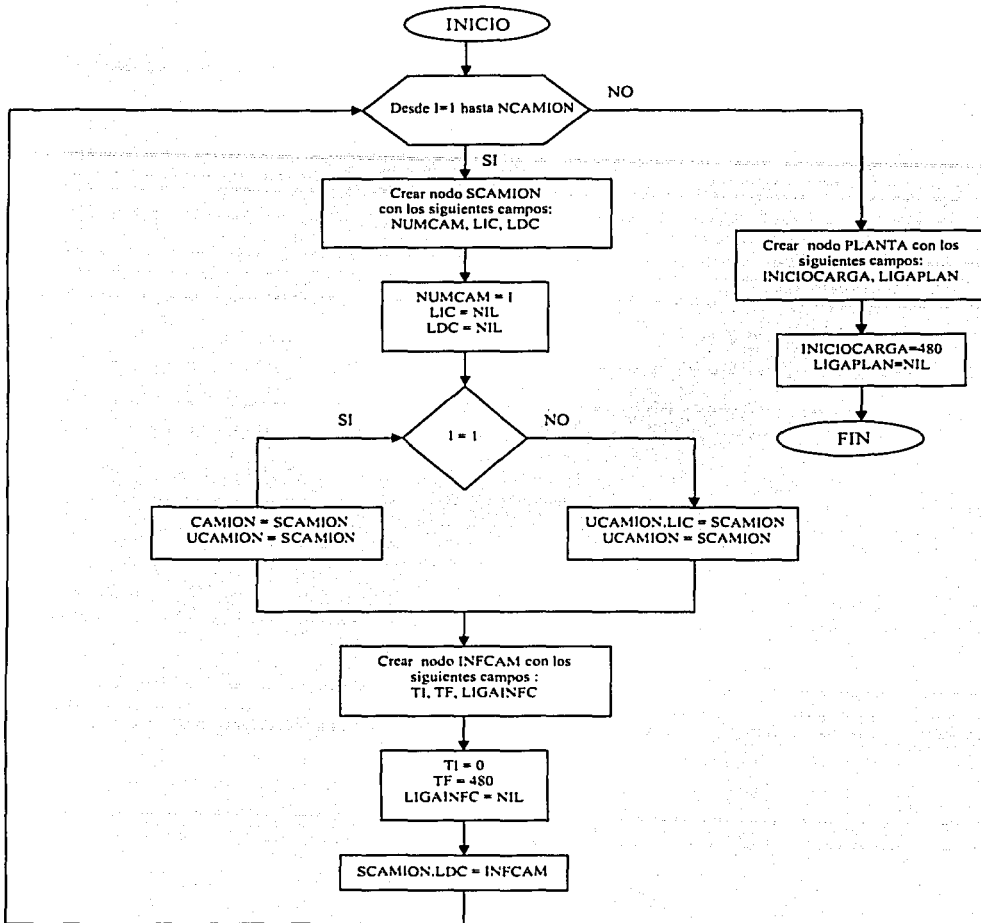 INICIO
Desde I=1 hasta NCAMION
NO
SI
Crear nodo SCAMION
con los siguientes campos:
NUMCAM, LIC, LDC
NUMCAM = I
LIC = NIL
LDC = NIL
I = 1
SI
NO
CAMION = SCAMION
UCAMION = SCAMION
UCAMION.LIC = SCAMION
UCAMION = SCAMION
Crear nodo INFCAM con los
siguientes campos :
TI, TF, LIGAINFC
TI = 0
TF = 480
LIGAINFC = NIL
SCAMION.LDC = INFCAM
Crear nodo PLANTA con los
siguientes campos:
INICIOCARGA, LIGAPLAN
INICIOCARGA=480
LIGAPLAN=NIL
FIN